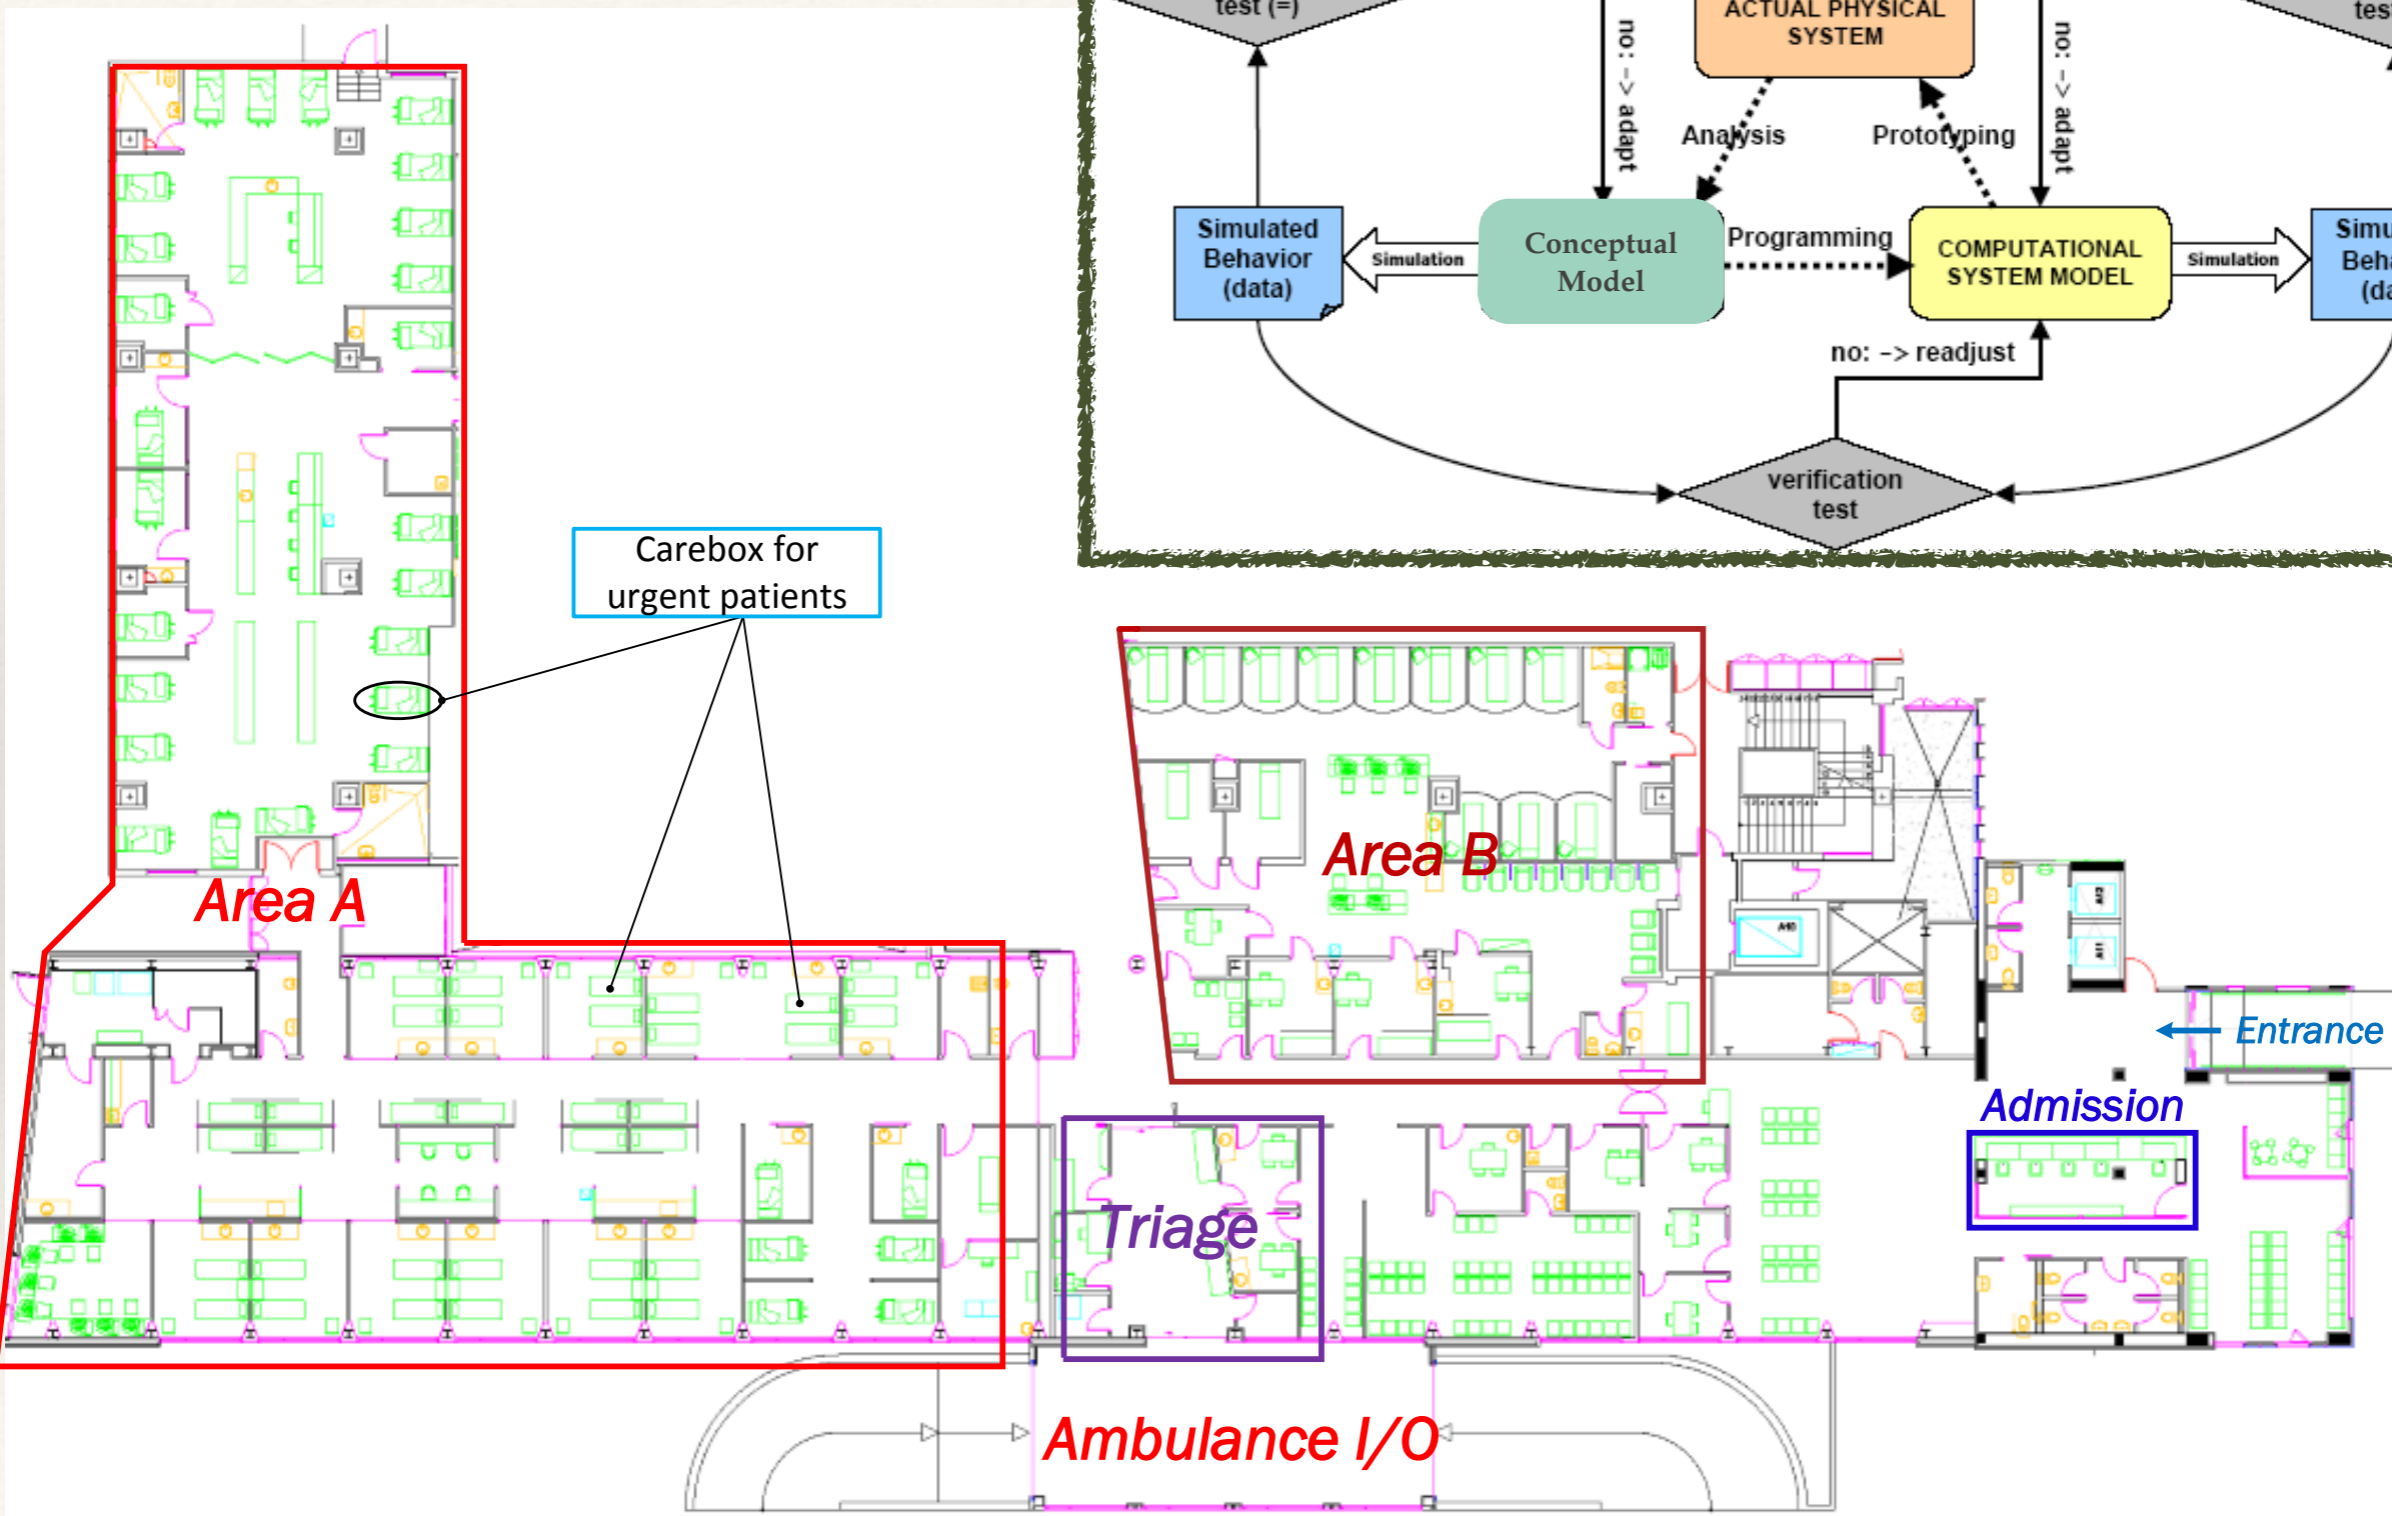 test (=)
ACTUAL PHYSICAL
SYSTEM
no: -> adapt
no: -> adapt
Analysis
Prototyping
Simulated
Behavior
(data)
Simulation
Conceptual
Model
Programming
COMPUTATIONAL
SYSTEM MODEL
Simulation
no: -> readjust
verification
test
Carebox for
urgent patients
Area A
Area B
Entrance
Admission
Triage
Ambulance I/O